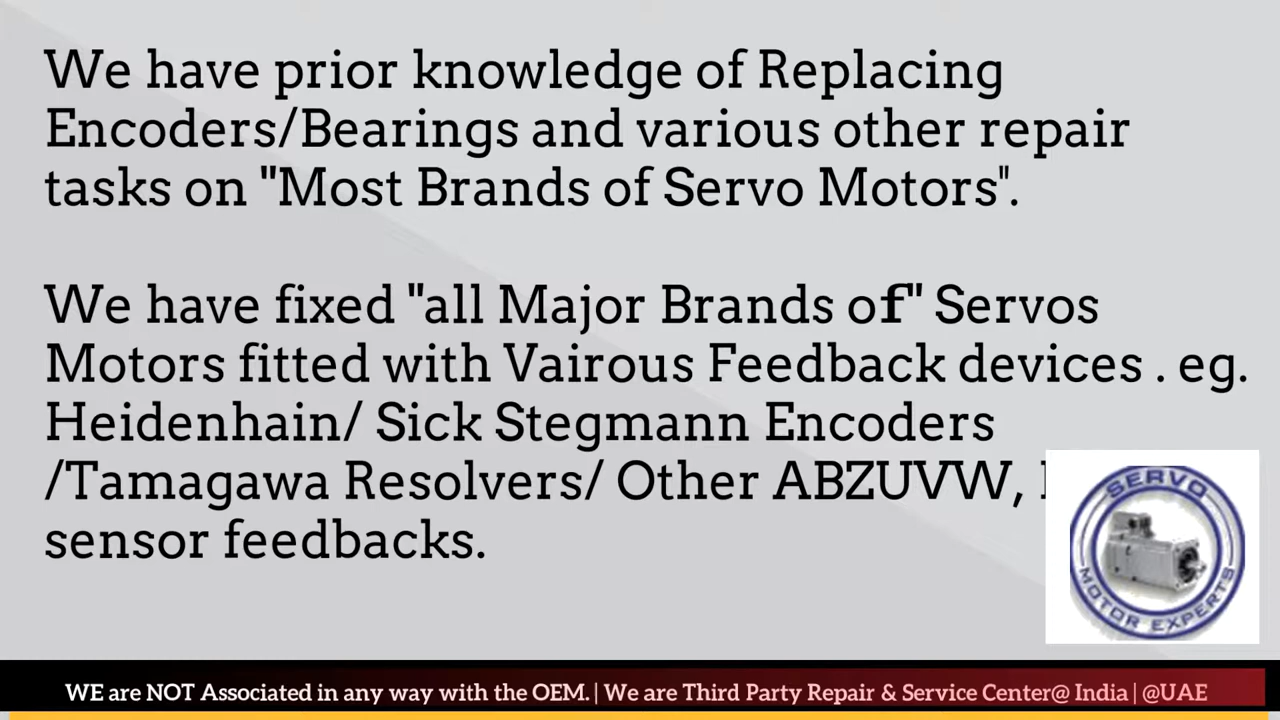 We have prior knowledge of Replacing
Encoders/Bearings and various other repair
tasks on "Most Brands of Servo Motors".
We have fixed "all Major Brands of" Servos
Motors fitted with Vairous Feedback devices . eg.
Heidenhain/ Sick Stegmann Encoders
/Tamagawa Resolvers/ Other ABZUVW,
sensor feedbacks.
SERVO
MOTOR EXPERTS
WE are NOT Associated in any way with the OEM. | We are Third Party Repair & Service Center@ India | @UAE